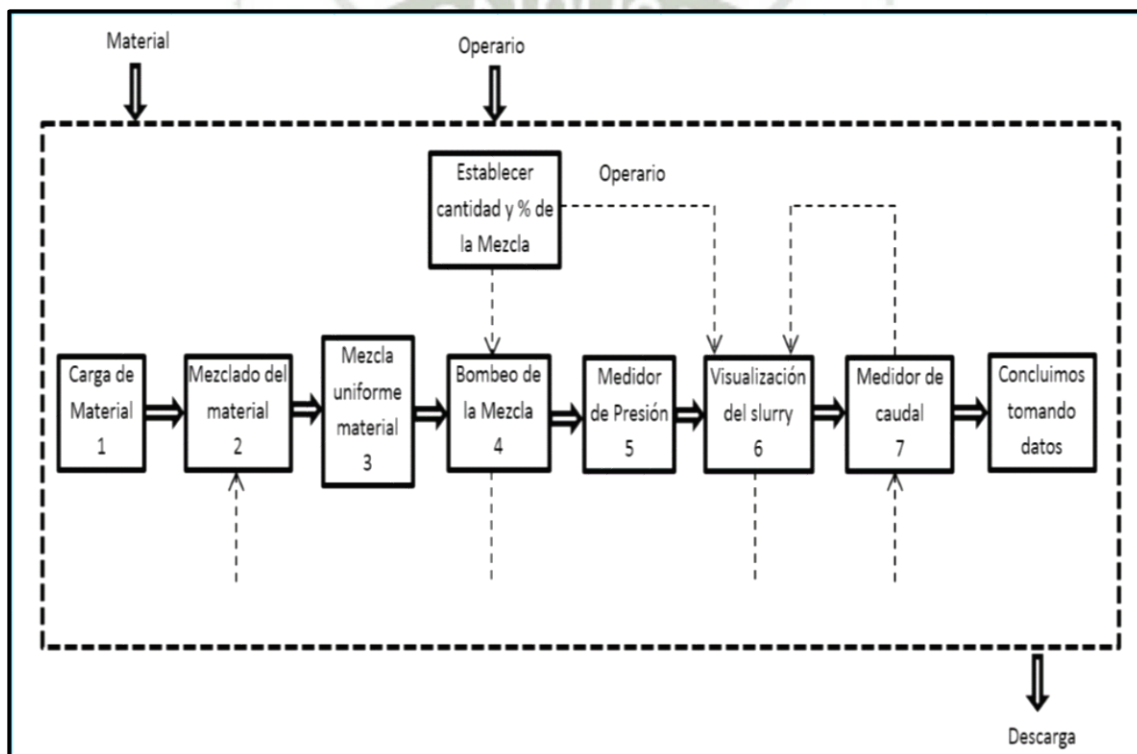 Material
Operario
Establecer
cantidad y % de
la Mezcla
Operario
Carga de
Material
1
Mezclado del
material
2
Mezcla
uniforme
material
3
Bombeo de
la Mezcla
4
Medidor
de Presión
5
Visualización
del slurry
6
Medidor de
caudal
7
Concluimos
tomando
datos
Descarga